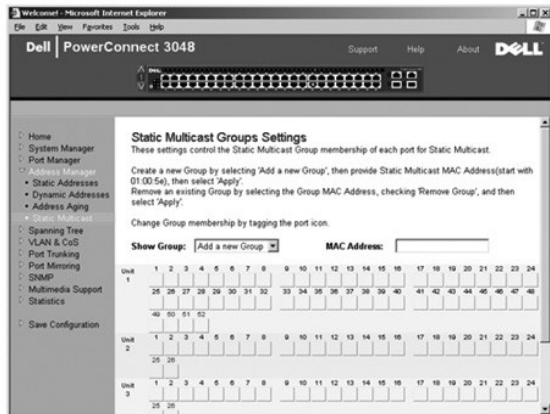 Welcome! - Microsoft Internet Explorer
File Edit View Favorites Tools Help
Dell | PowerConnect 3048
Support Help About DELL
Home
System Manager
Port Manager
Address Manager
Static Addresses
Dynamic Addresses
Address Aging
Static Multicast
Spanning Tree
VLAN & CoS
Port Trunking
Port Mirroring
SNMP
Multimedia Support
Statistics
Save Configuration
Static Multicast Groups Settings
These settings control the Static Multicast Group membership of each port for Static Multicast.
Create a new Group by selecting 'Add a new Group', then provide Static Multicast MAC Address(start with
01:00:5e), then select 'Apply'.
Remove an existing Group by selecting the Group MAC Address, checking 'Remove Group', and then
select 'Apply'.
Change Group membership by tagging the port icon.
Show Group: Add a new Group MAC Address:
Unit 1 2 3 4 5 6 7 8 9 10 11 12 13 14 15 16 17 18 19 20 21 22 23 24
1
25 26 27 28 29 30 31 32 33 34 35 36 37 38 39 40 41 42 43 44 45 46 47 48
49 50 51 52
Unit 1 2 3 4 5 6 7 8 9 10 11 12 13 14 15 16 17 18 19 20 21 22 23 24
2
25 26
Unit 1 2 3 4 5 6 7 8 9 10 11 12 13 14 15 16 17 18 19 20 21 22 23 24
3
25 26